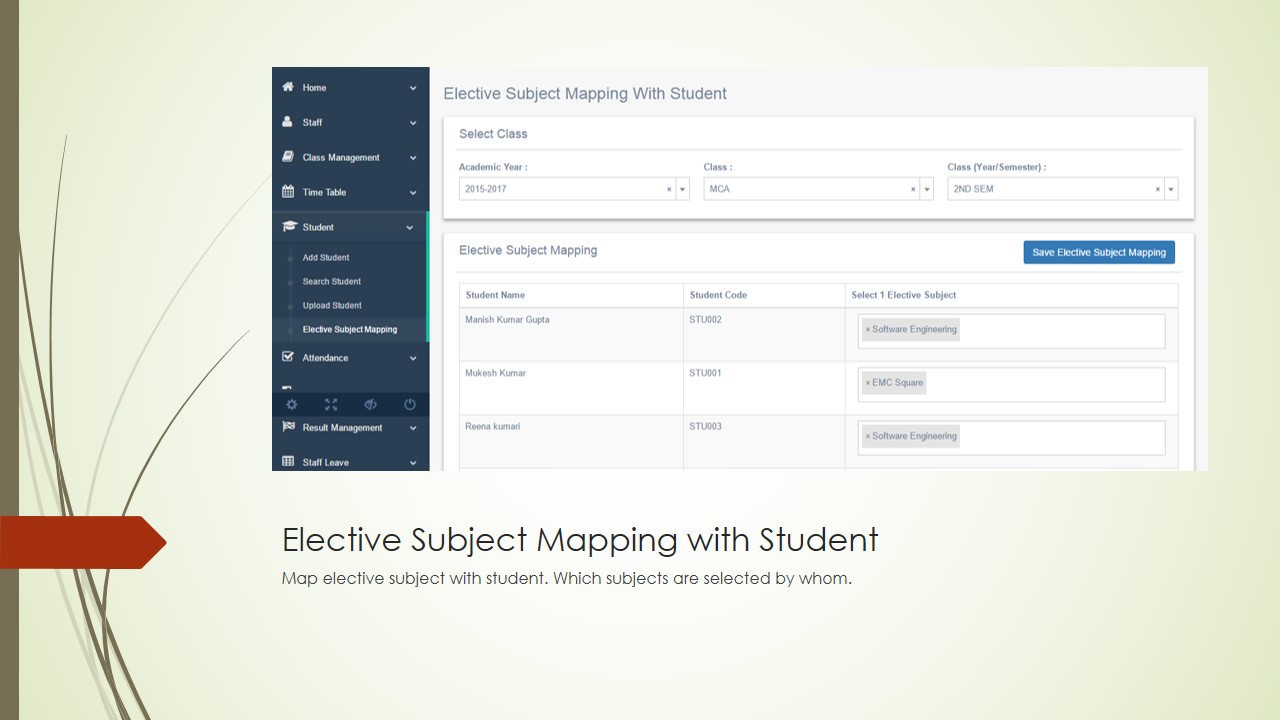 Home
Staff
Class Management
Time Table
Student
Add Student
Search Student
Upload Student
Elective Subject Mapping
Attendance
Result Management
Staff Leave
Elective Subject Mapping With Student
Select Class
Academic Year : Class : Class (Year/Semester) :
2015-2017 × MCA × 2ND SEM ×
Elective Subject Mapping Save Elective Subject Mapping
Student Name Student Code Select 1 Elective Subject
Manish Kumar Gupta STU002 × Software Engineering
Mukesh Kumar STU001 × EMC Square
Reena kumari STU003 × Software Engineering
Elective Subject Mapping with Student
Map elective subject with student. Which subjects are selected by whom.